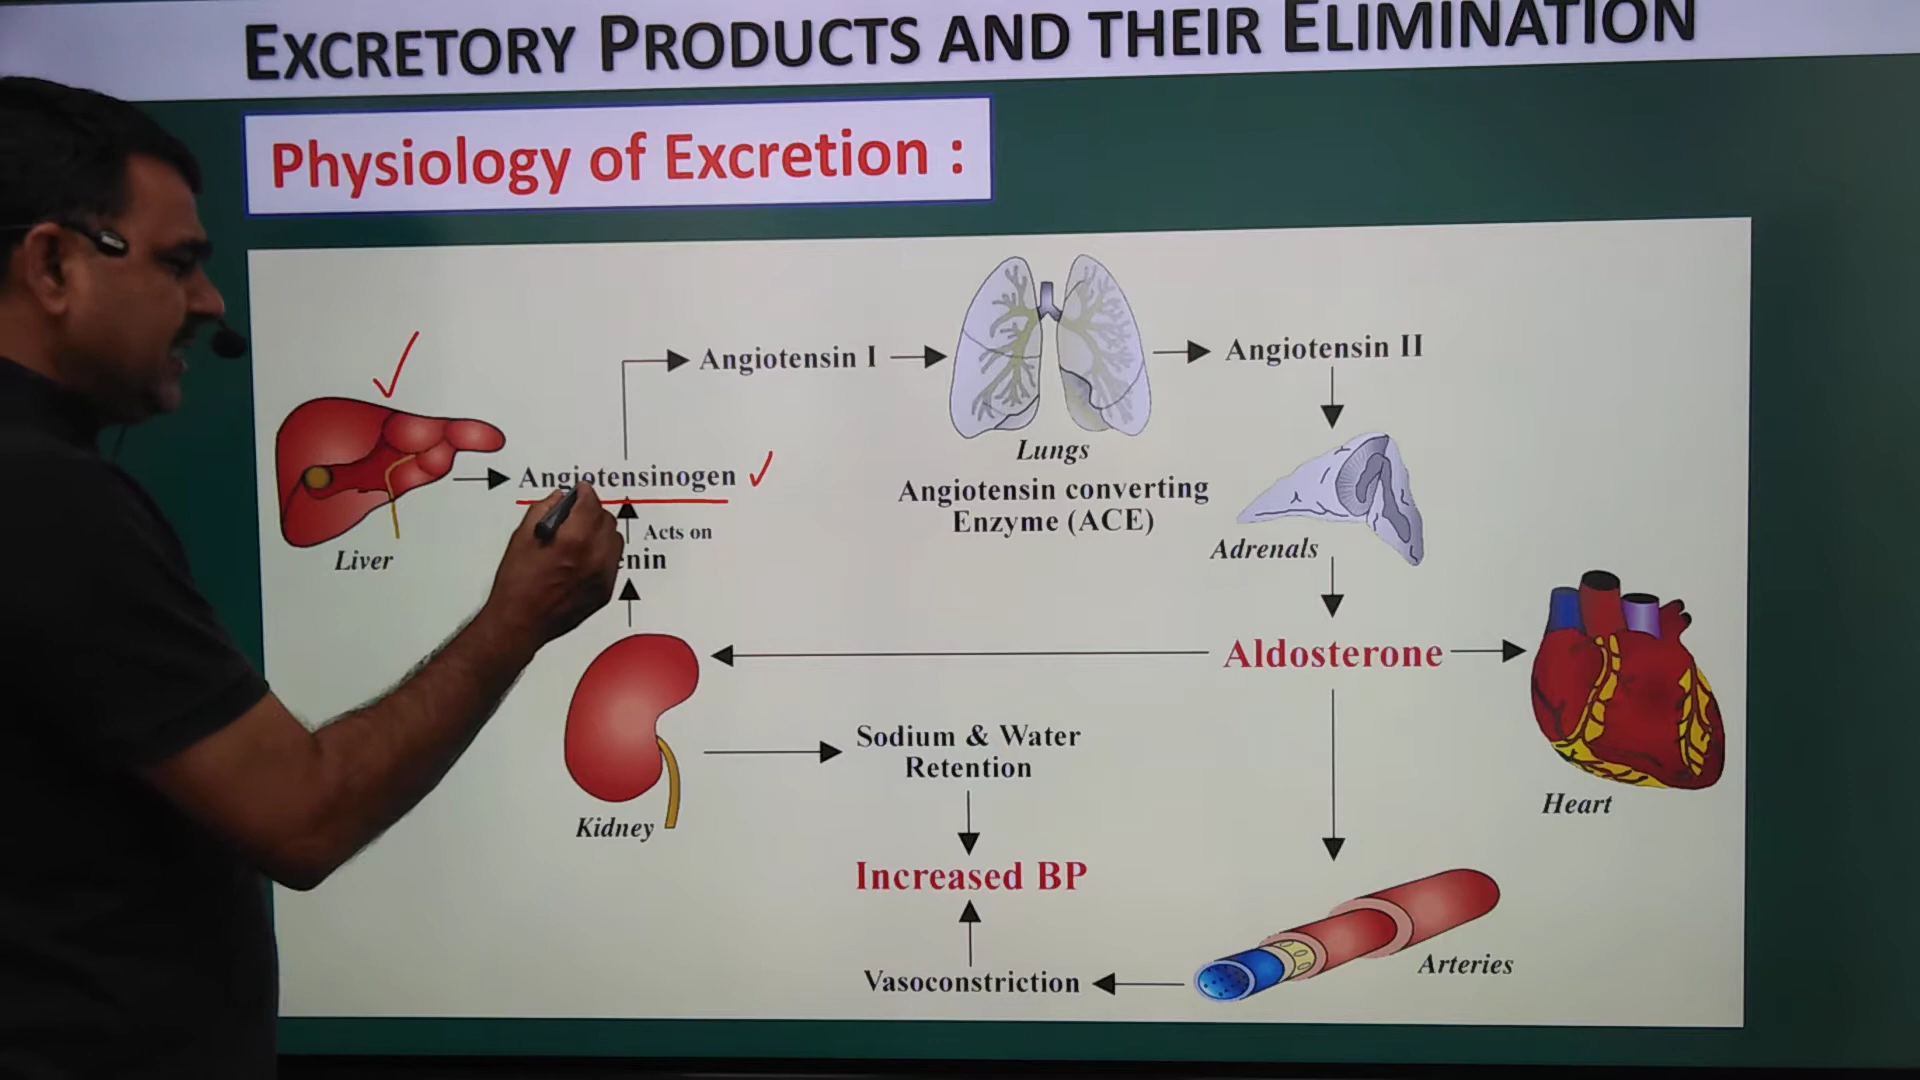 EXCRETORY PRODUCTS AND THEIR ELIMINATION
Physiology of Excretion :
Angiotensin I
Angiotensin II
Lungs
Angiotensin converting
Enzyme (ACE)
Liver
Angiotensinogen
Acts on
enin
Adrenals
Aldosterone
Kidney
Sodium & Water
Retention
Increased BP
Vasoconstriction
Heart
Arteries